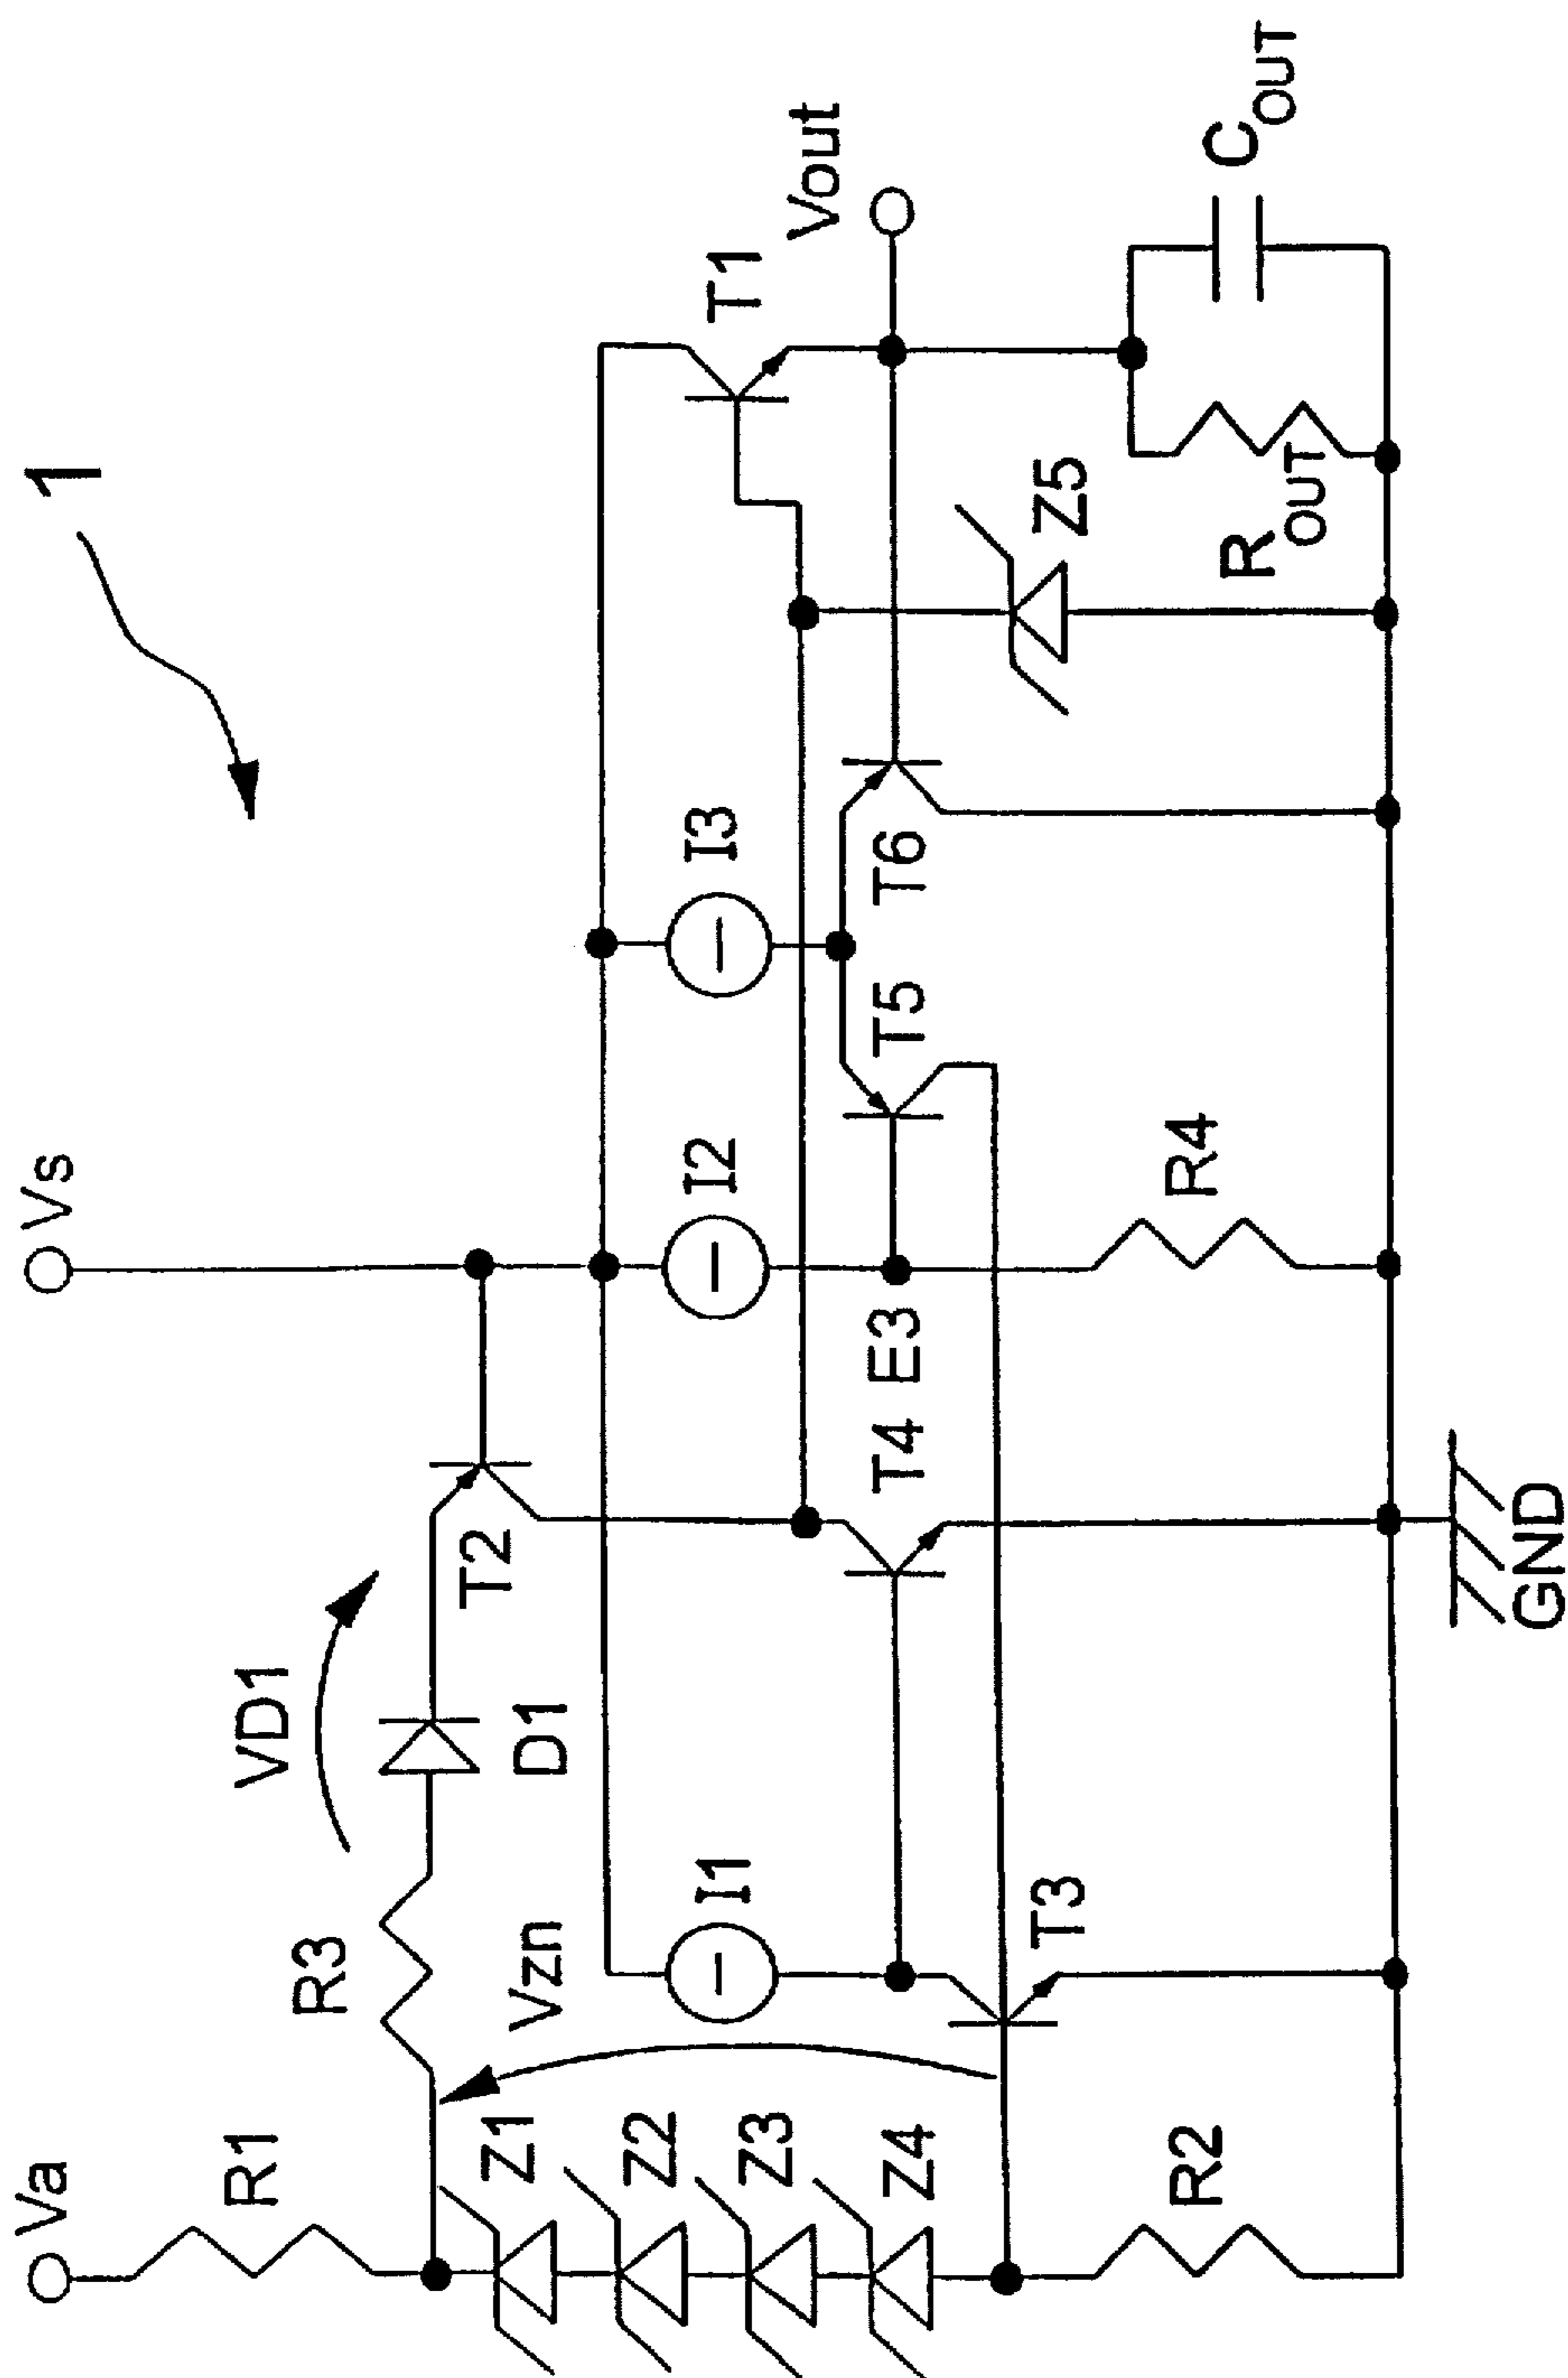 1
Va
Vs
R1
R3
VD1
D1
T2
Vzn
I1
I2
I3
T1
Vout
Z1
Z2
Z3
Z4
T3
T4
E3
T5
T6
Z5
R2
R4
ROUT
COUT
GND